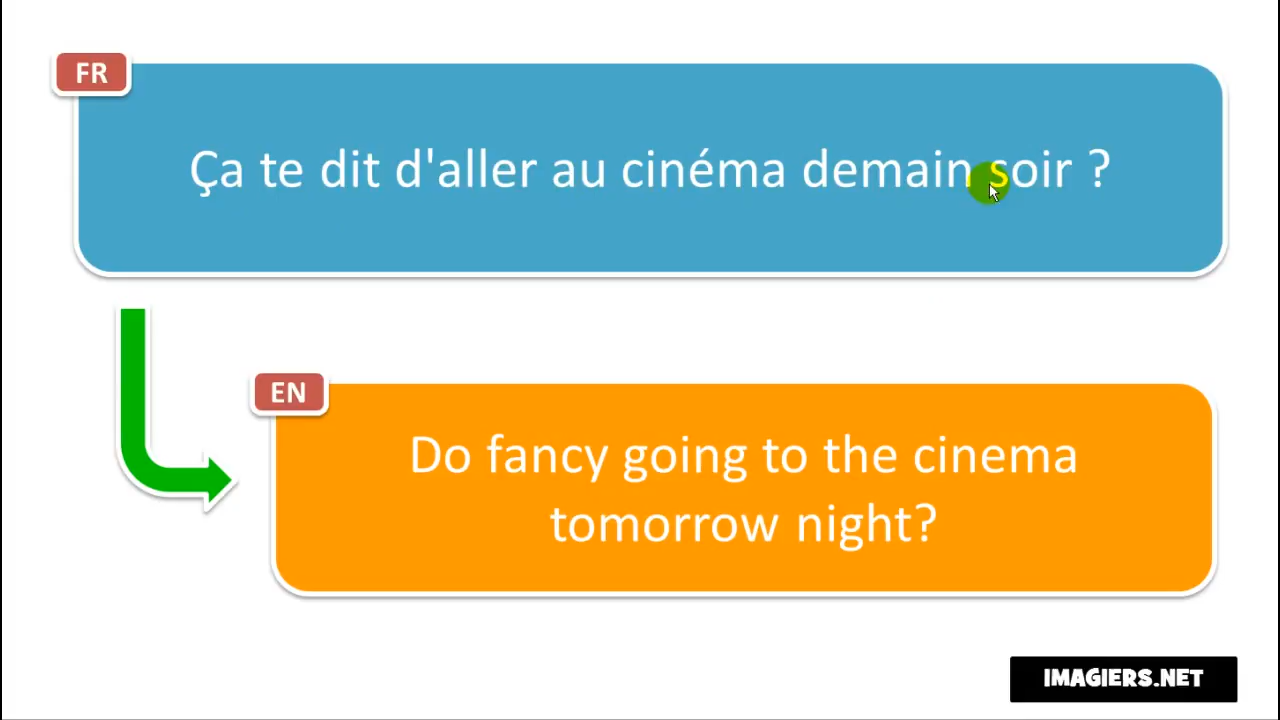 FR
Ça te dit d'aller au cinéma demain soir ?
EN
Do fancy going to the cinema
tomorrow night?
IMAGIERS.NET